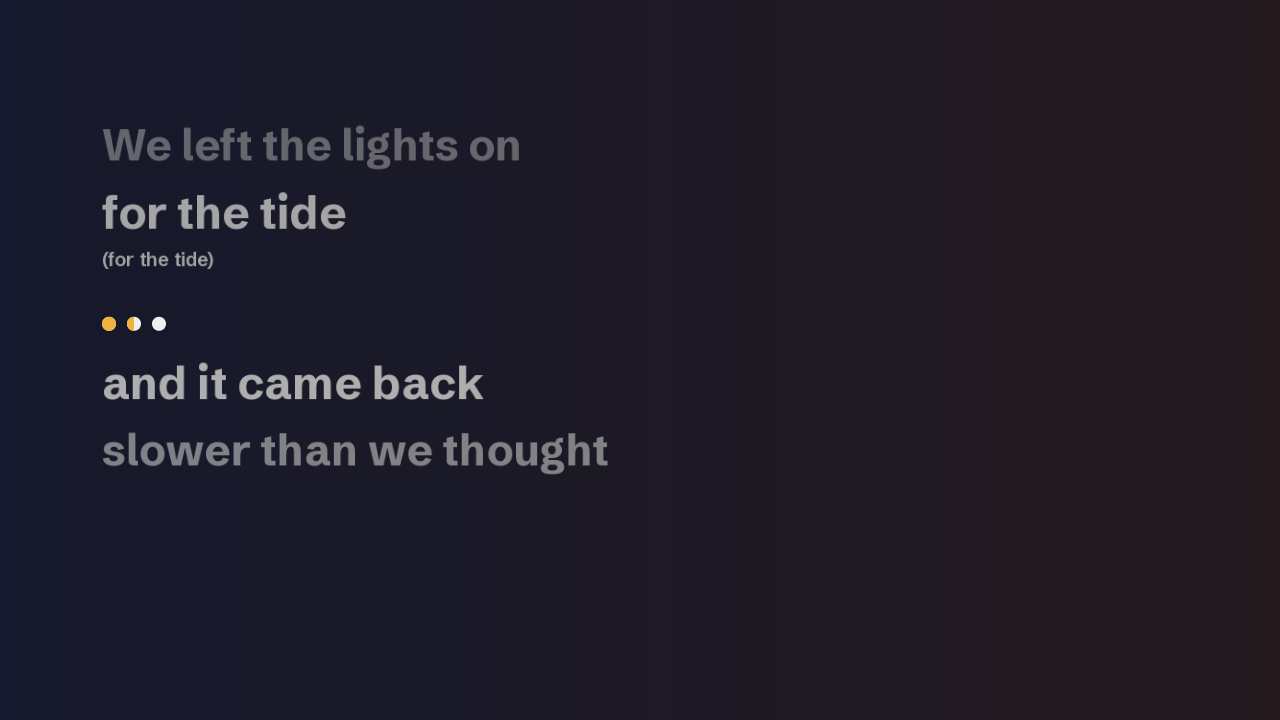 We left the lights on
for the tide
(for the tide)
and it came back
slower than we thought